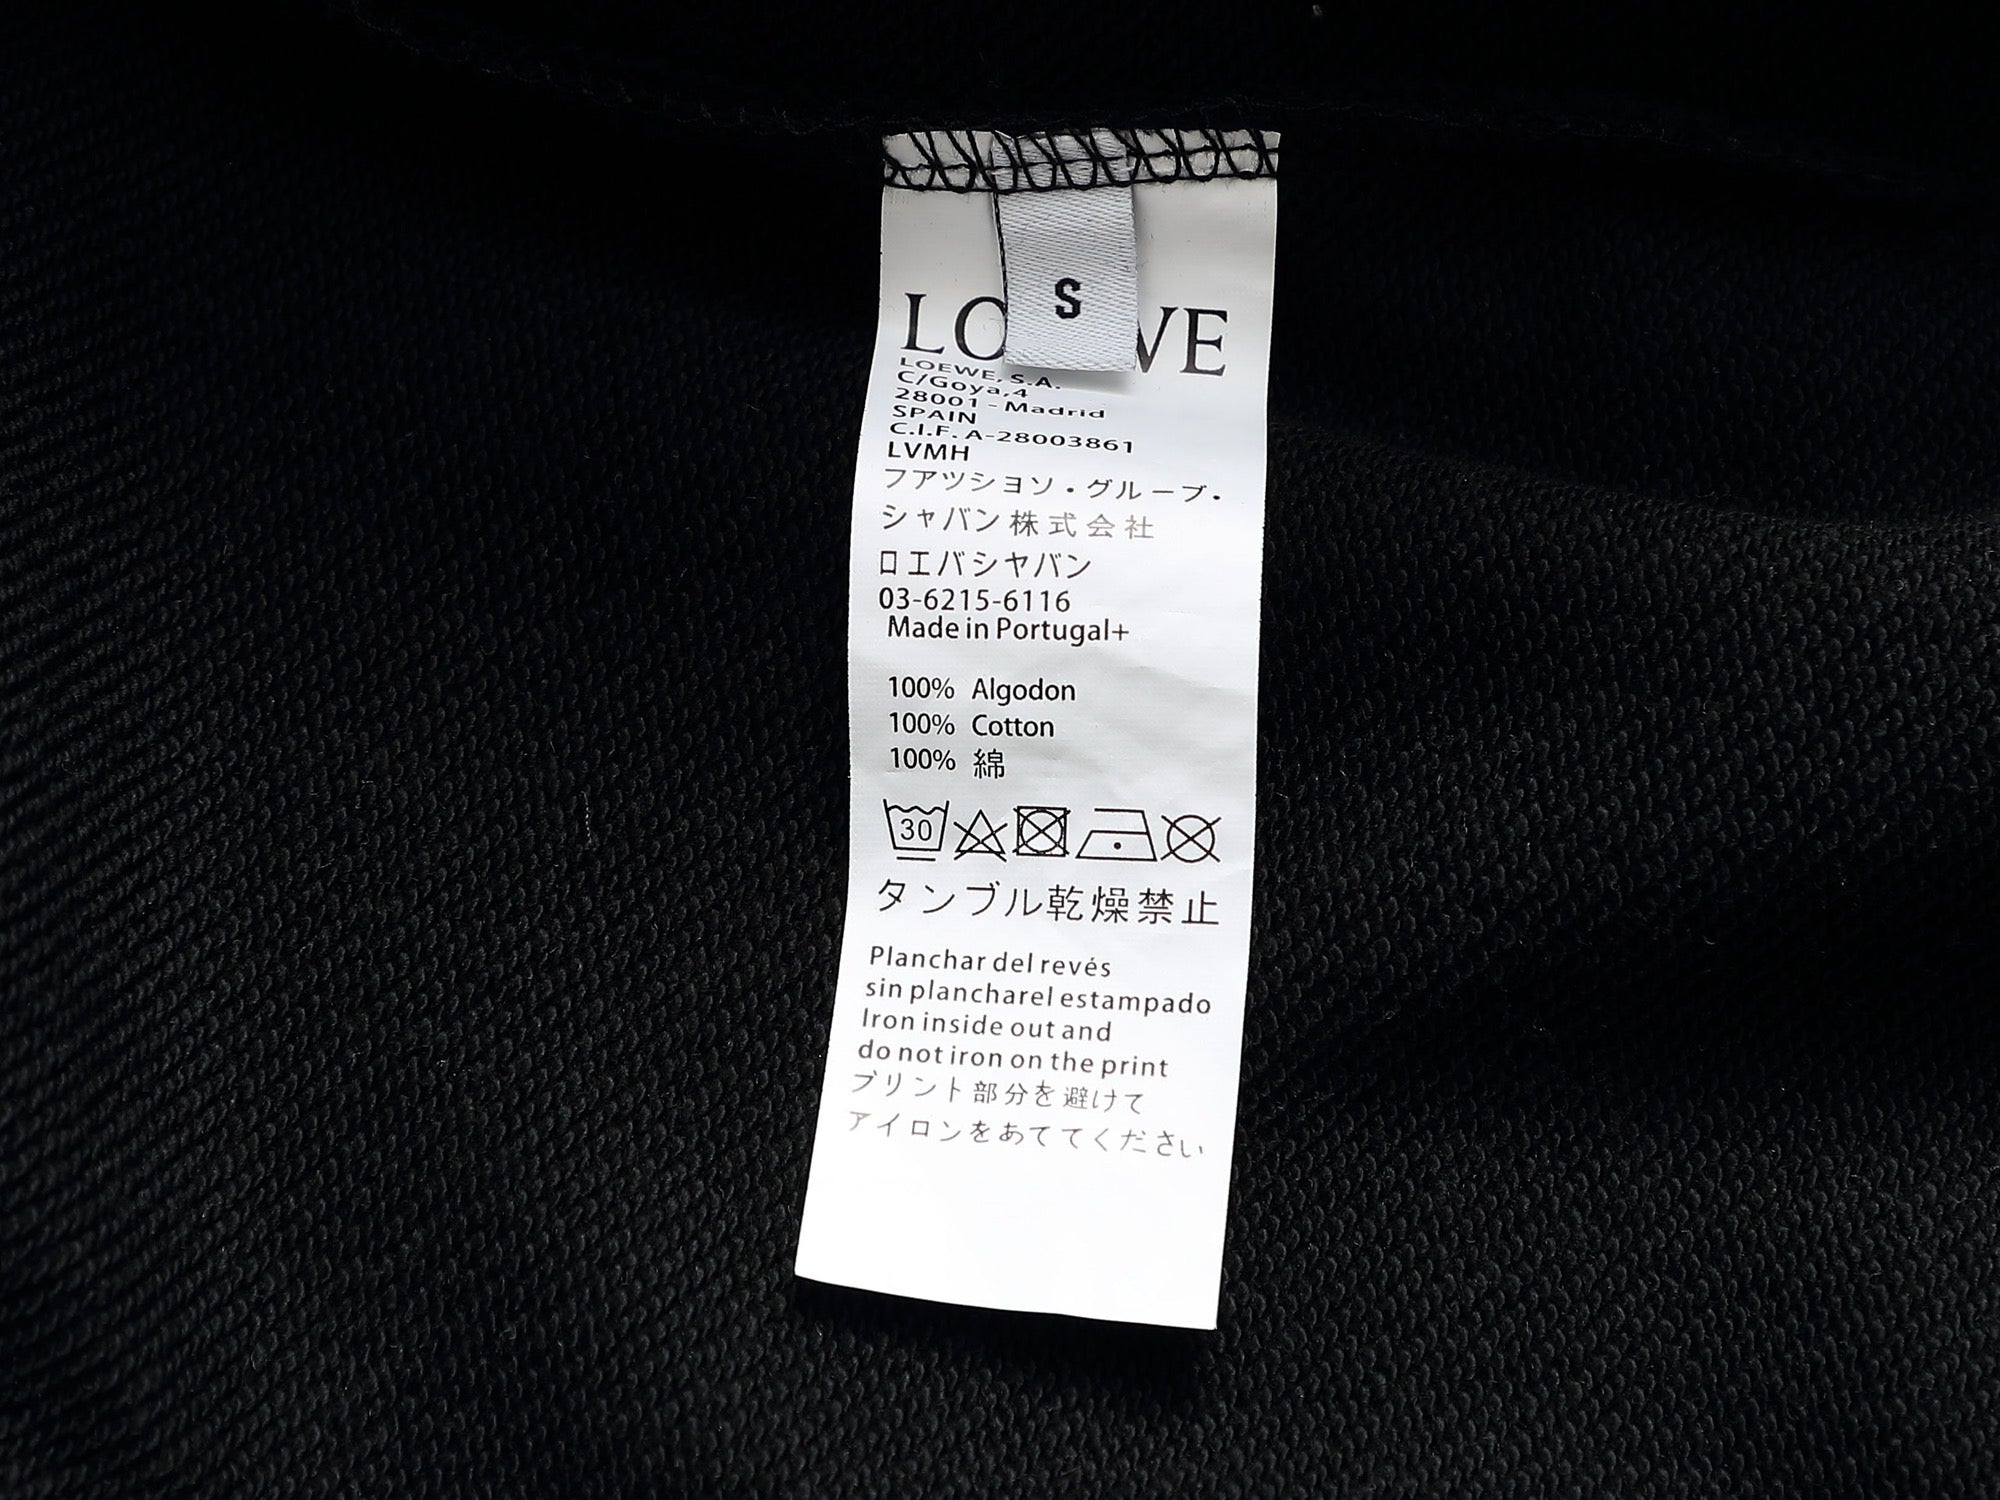 S
LO WE
LOEWE, S.A.
C/Goya,4
28001 - Madrid
SPAIN
C.I.F. A-28003861
LVMH
フアツシヨソ・グルーブ・
シャバン株式会社
ロエバシヤバン
03-6215-6116
Made in Portugal+
100% Algodon
100% Cotton
100% 綿
30
タンブル乾燥禁止
Planchar del revés
sin plancharel estampado
Iron inside out and
do not iron on the print
プリント部分を避けて
アイロンをあててください